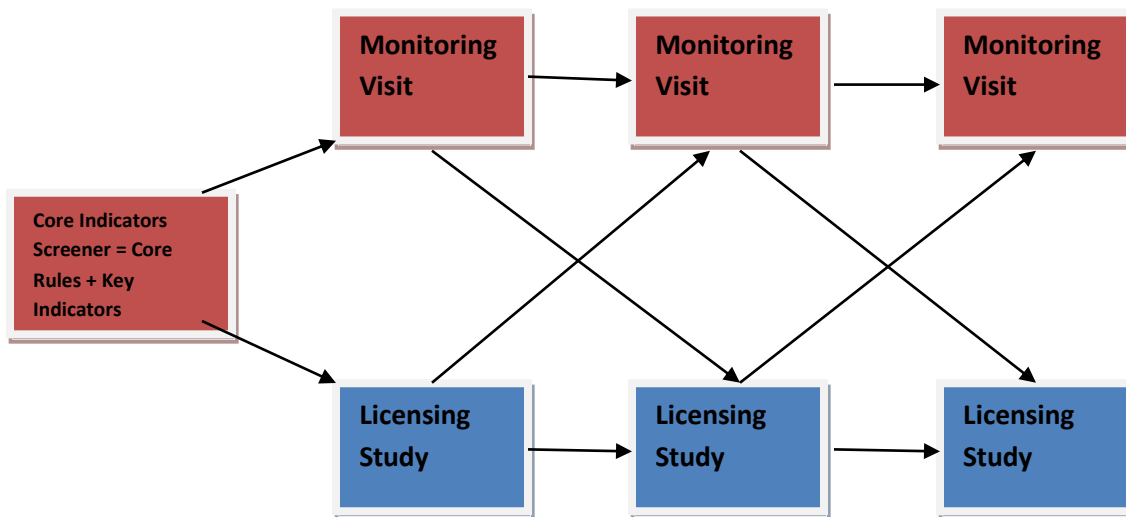 Monitoring
Visit
Monitoring
Visit
Monitoring
Visit
Core Indicators
Screener = Core
Rules + Key
Indicators
Licensing
Study
Licensing
Study
Licensing
Study